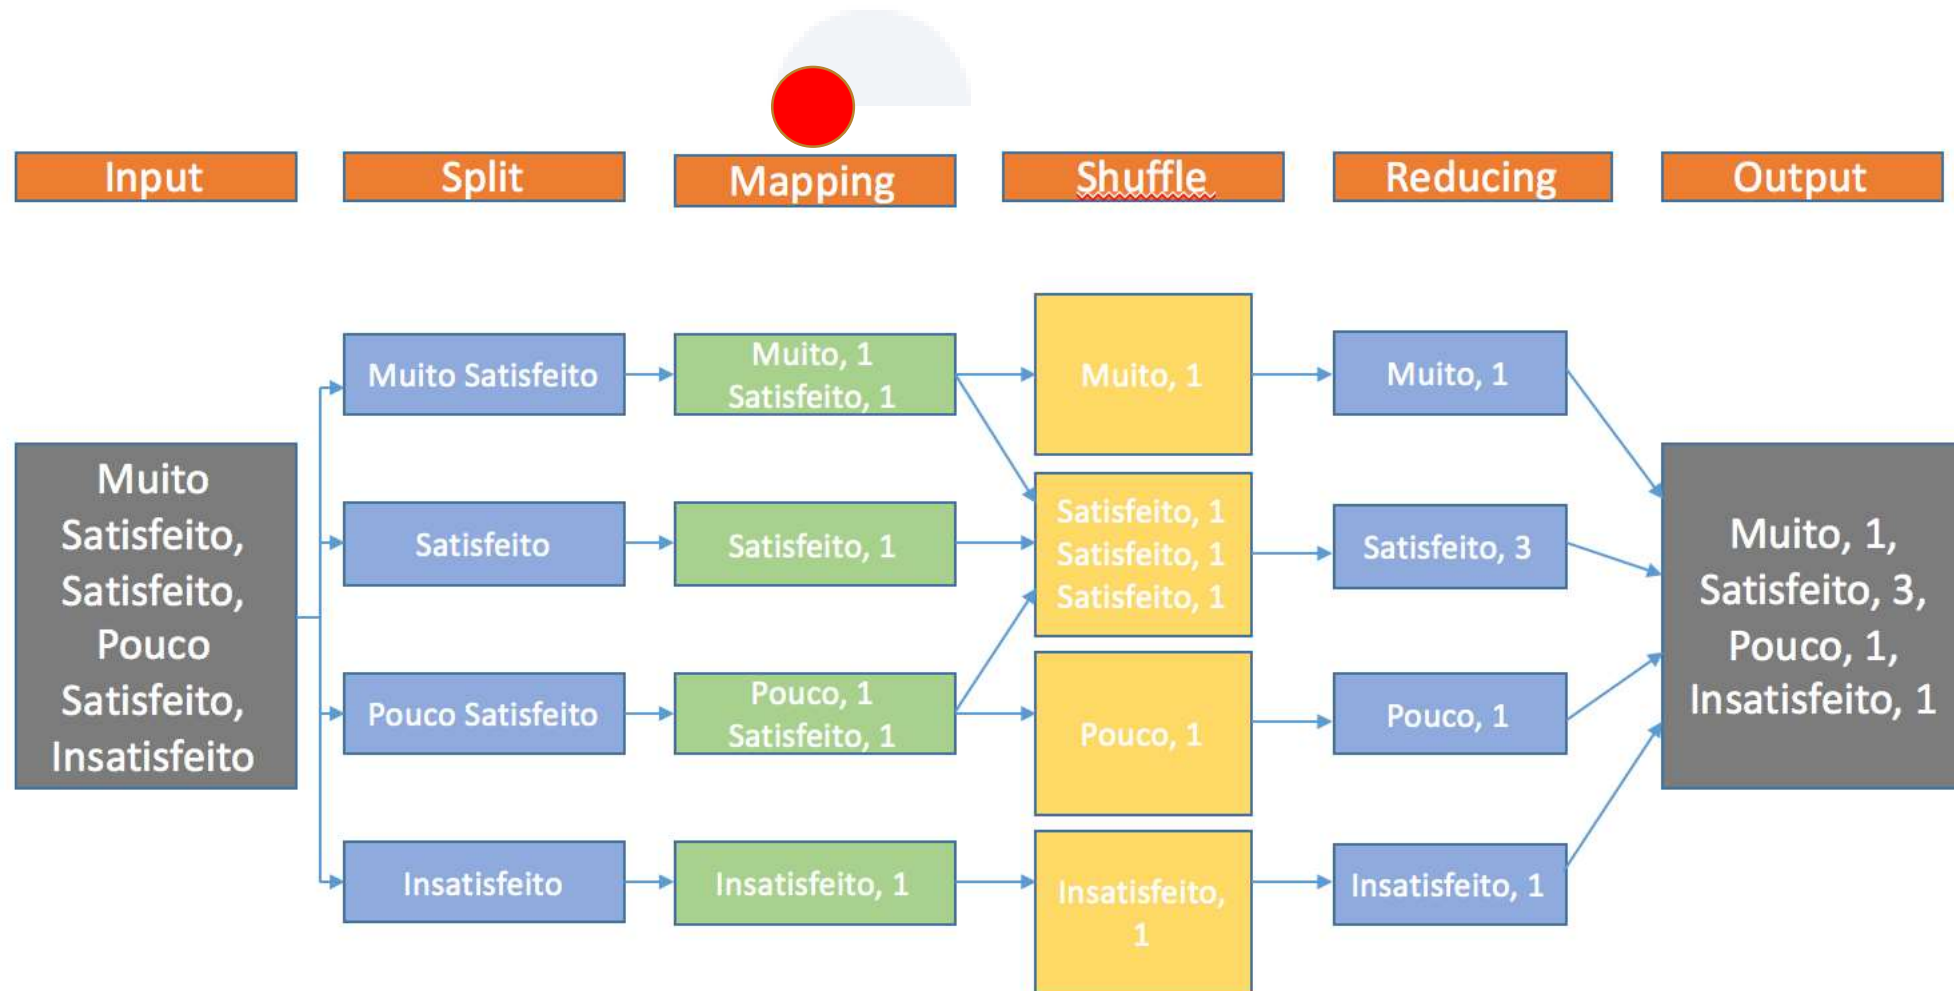 Input
Split
Mapping
Shuffle
Reducing
Output
Muito
Satisfeito,
Satisfeito,
Pouco
Satisfeito,
Insatisfeito
Muito Satisfeito
Satisfeito
Pouco Satisfeito
Insatisfeito
Muito, 1
Satisfeito, 1
Satisfeito, 1
Pouco, 1
Satisfeito, 1
Insatisfeito, 1
Muito, 1
Satisfeito, 1
Satisfeito, 1
Satisfeito, 1
Pouco, 1
Insatisfeito,
1
Muito, 1
Satisfeito, 3
Pouco, 1
Insatisfeito, 1
Muito, 1,
Satisfeito, 3,
Pouco, 1,
Insatisfeito, 1